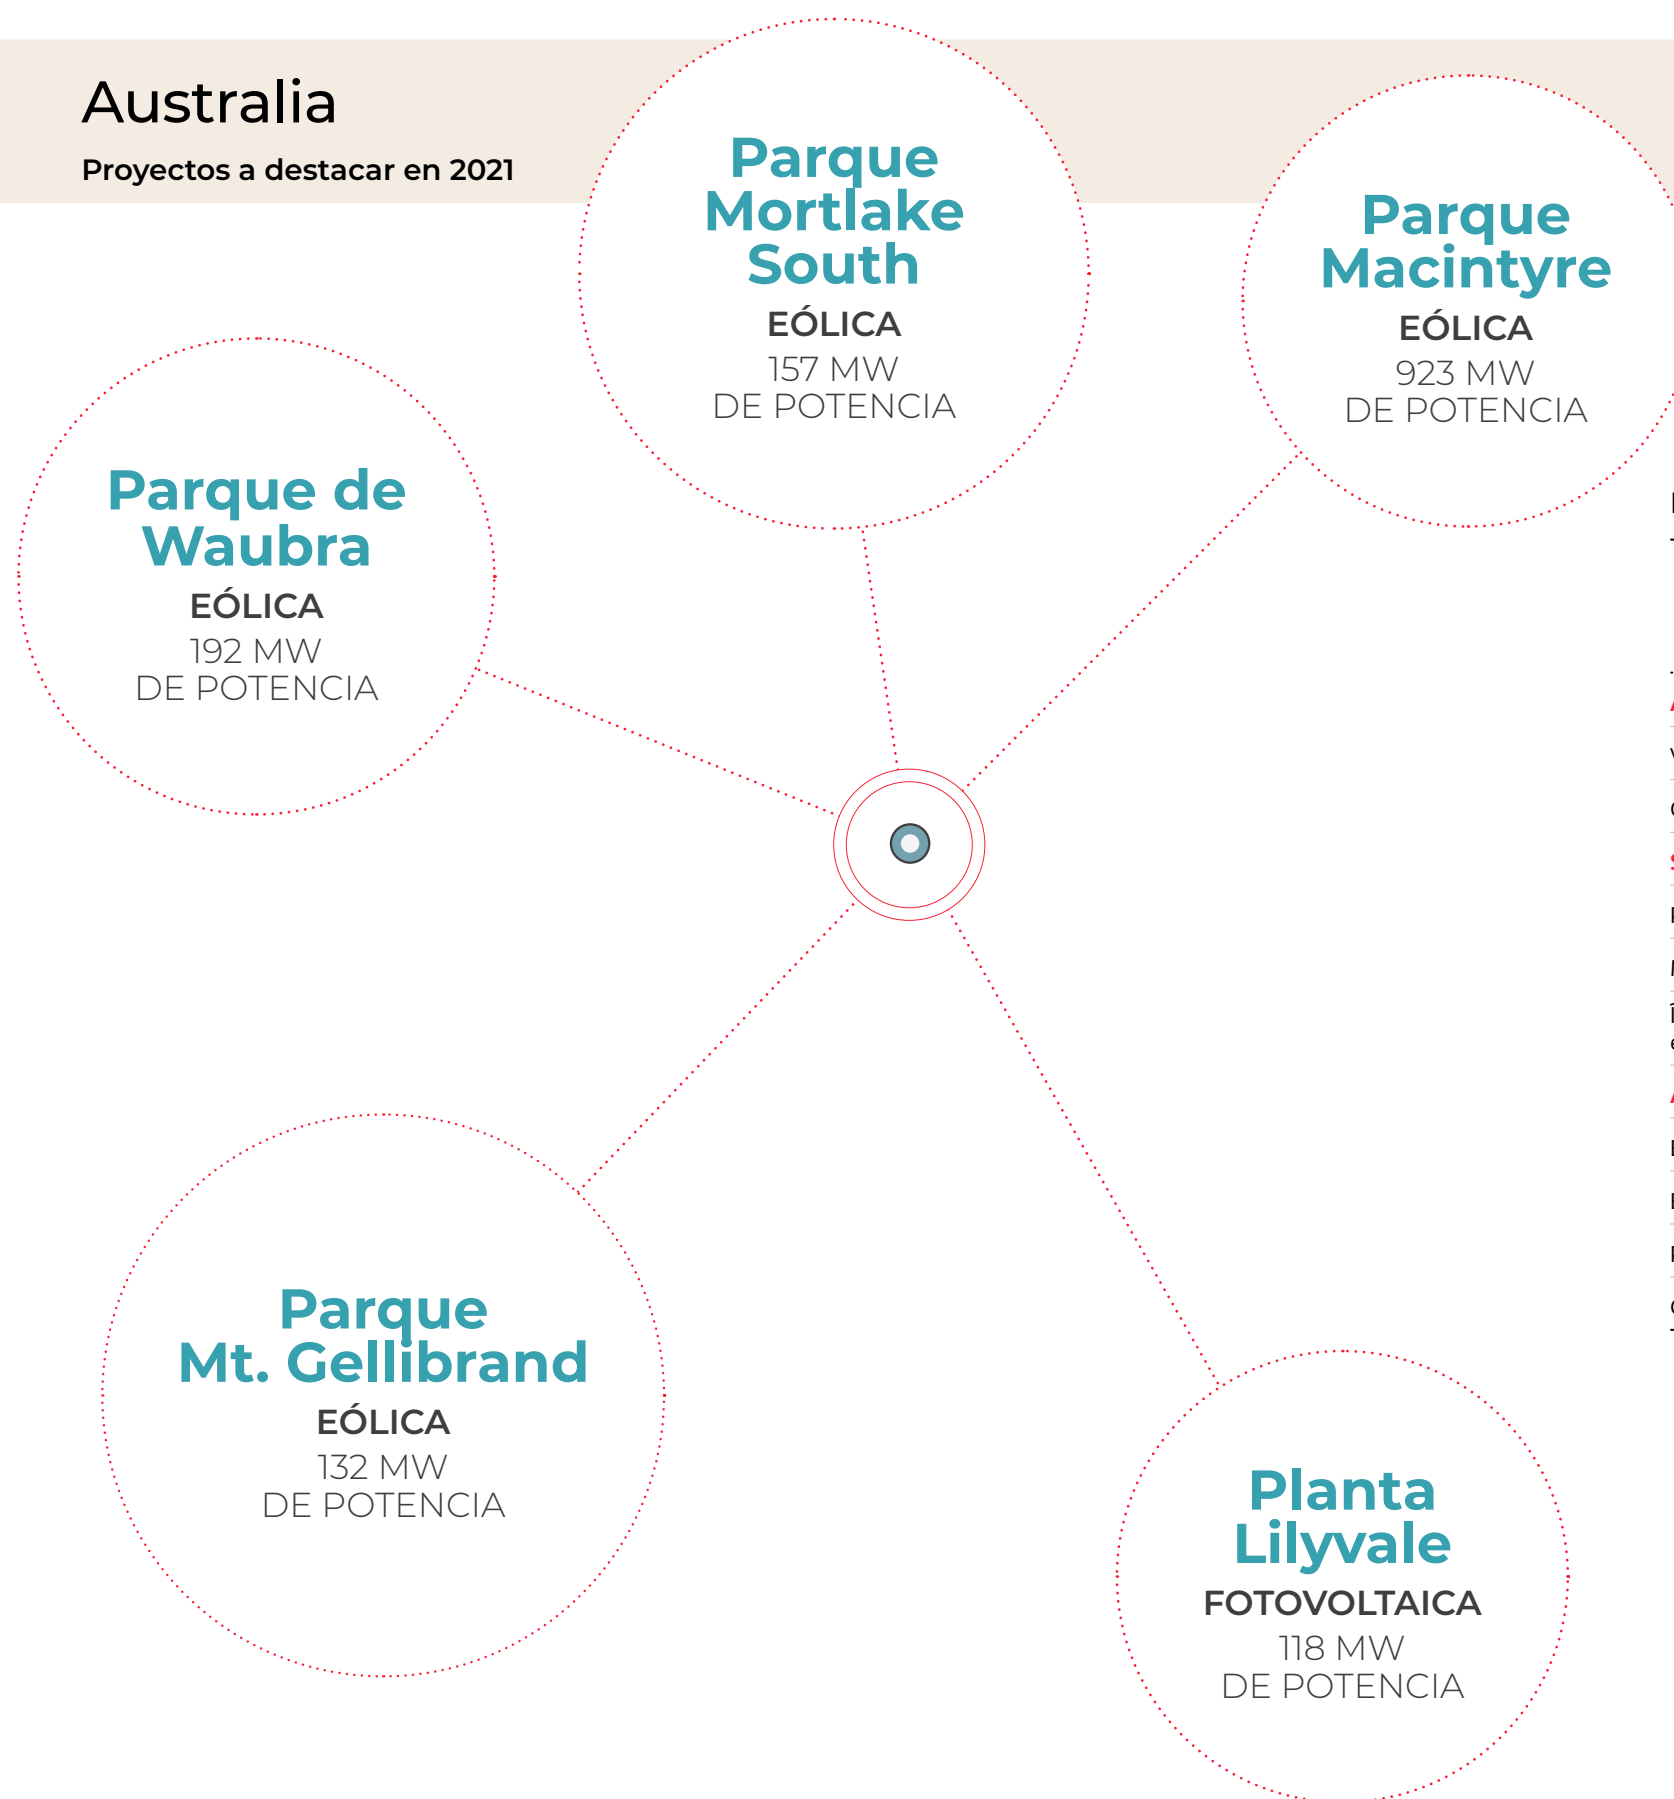 Australia
Proyectos a destacar en 2021
Parque
Mortlake
South
EÓLICA
157 MW
DE POTENCIA
Parque
Macintyre
EÓLICA
923 MW
DE POTENCIA
Parque de
Waubra
EÓLICA
192 MW
DE POTENCIA
Parque
Mt. Gellibrand
EÓLICA
132 MW
DE POTENCIA
Planta
Lilyvale
FOTOVOLTAICA
118 MW
DE POTENCIA